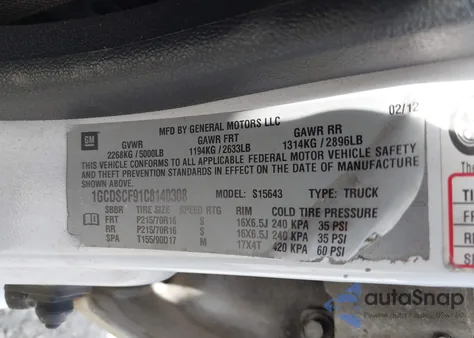 02/12
GM
MFD BY GENERAL MOTORS LLC
GVWR GAWR FRT GAWR RR
2268KG / 5000LB 1194KG / 2633LB 1314KG / 2896LB
THIS VEHICLE CONFORMS TO ALL APPLICABLE FEDERAL MOTOR VEHICLE
SAFETY STANDARDS IN EFFECT ON THE DATE OF MANUFACTURE SHOWN ABOVE.
1GCDSCF91C8140308 MODEL: S15643 TYPE: TRUCK
SBBR TIRE SIZE SPEED RTG RIM COLD TIRE PRESSURE
FRT P215/70R16 S 16X6.5J 240 KPA 35 PSI
RR P215/70R16 S 16X6.5J 240 KPA 35 PSI
SPA T155/90D17 M 17X4T 420 KPA 60 PSI
autoSnap